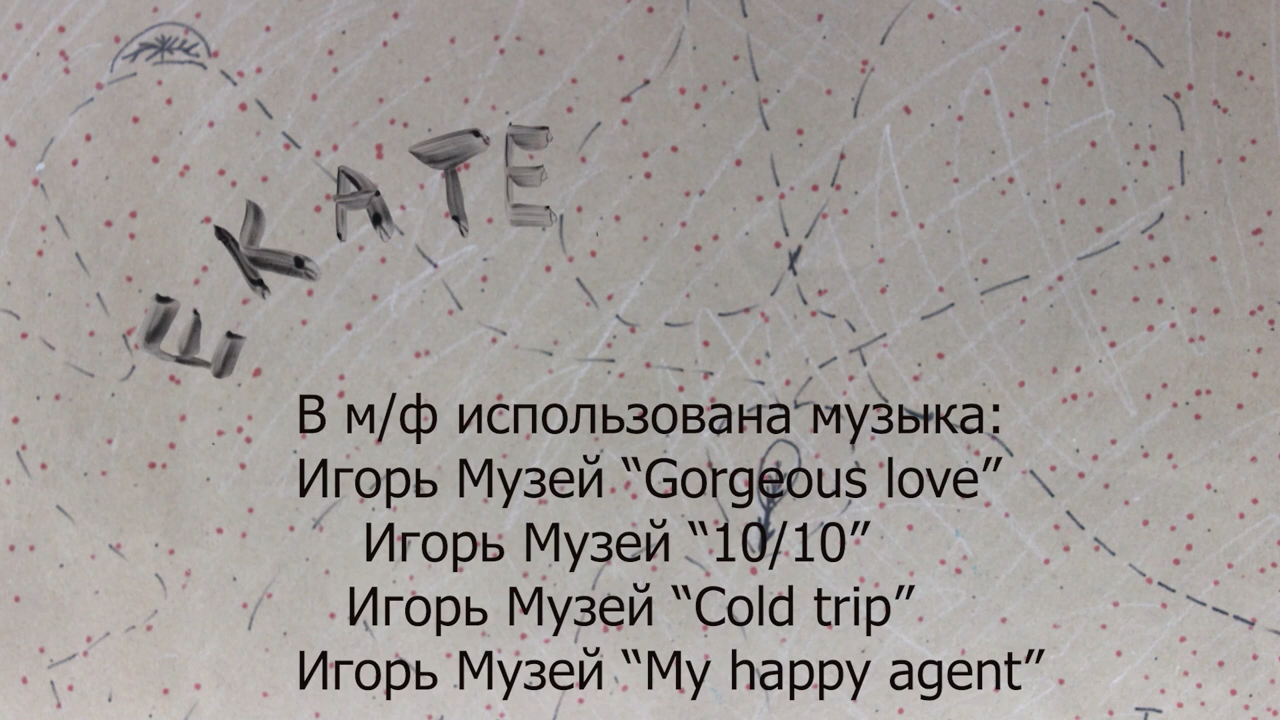 ЕКАТЕ
В м/ф использована музыка:
Игорь Музей “Gorgeous love”
Игорь Музей “10/10”
Игорь Музей “Cold trip”
Игорь Музей “My happy agent”